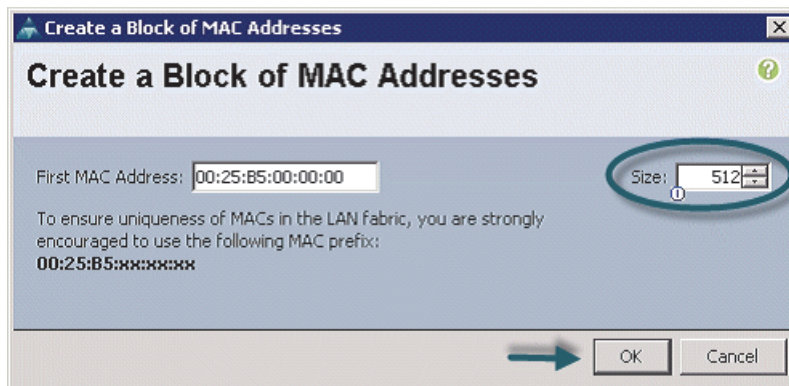 Create a Block of MAC Addresses
Create a Block of MAC Addresses
First MAC Address: 00:25:B5:00:00:00
Size: 512
To ensure uniqueness of MACs in the LAN fabric, you are strongly
encouraged to use the following MAC prefix:
00:25:B5:xx:xx:xx
OK
Cancel